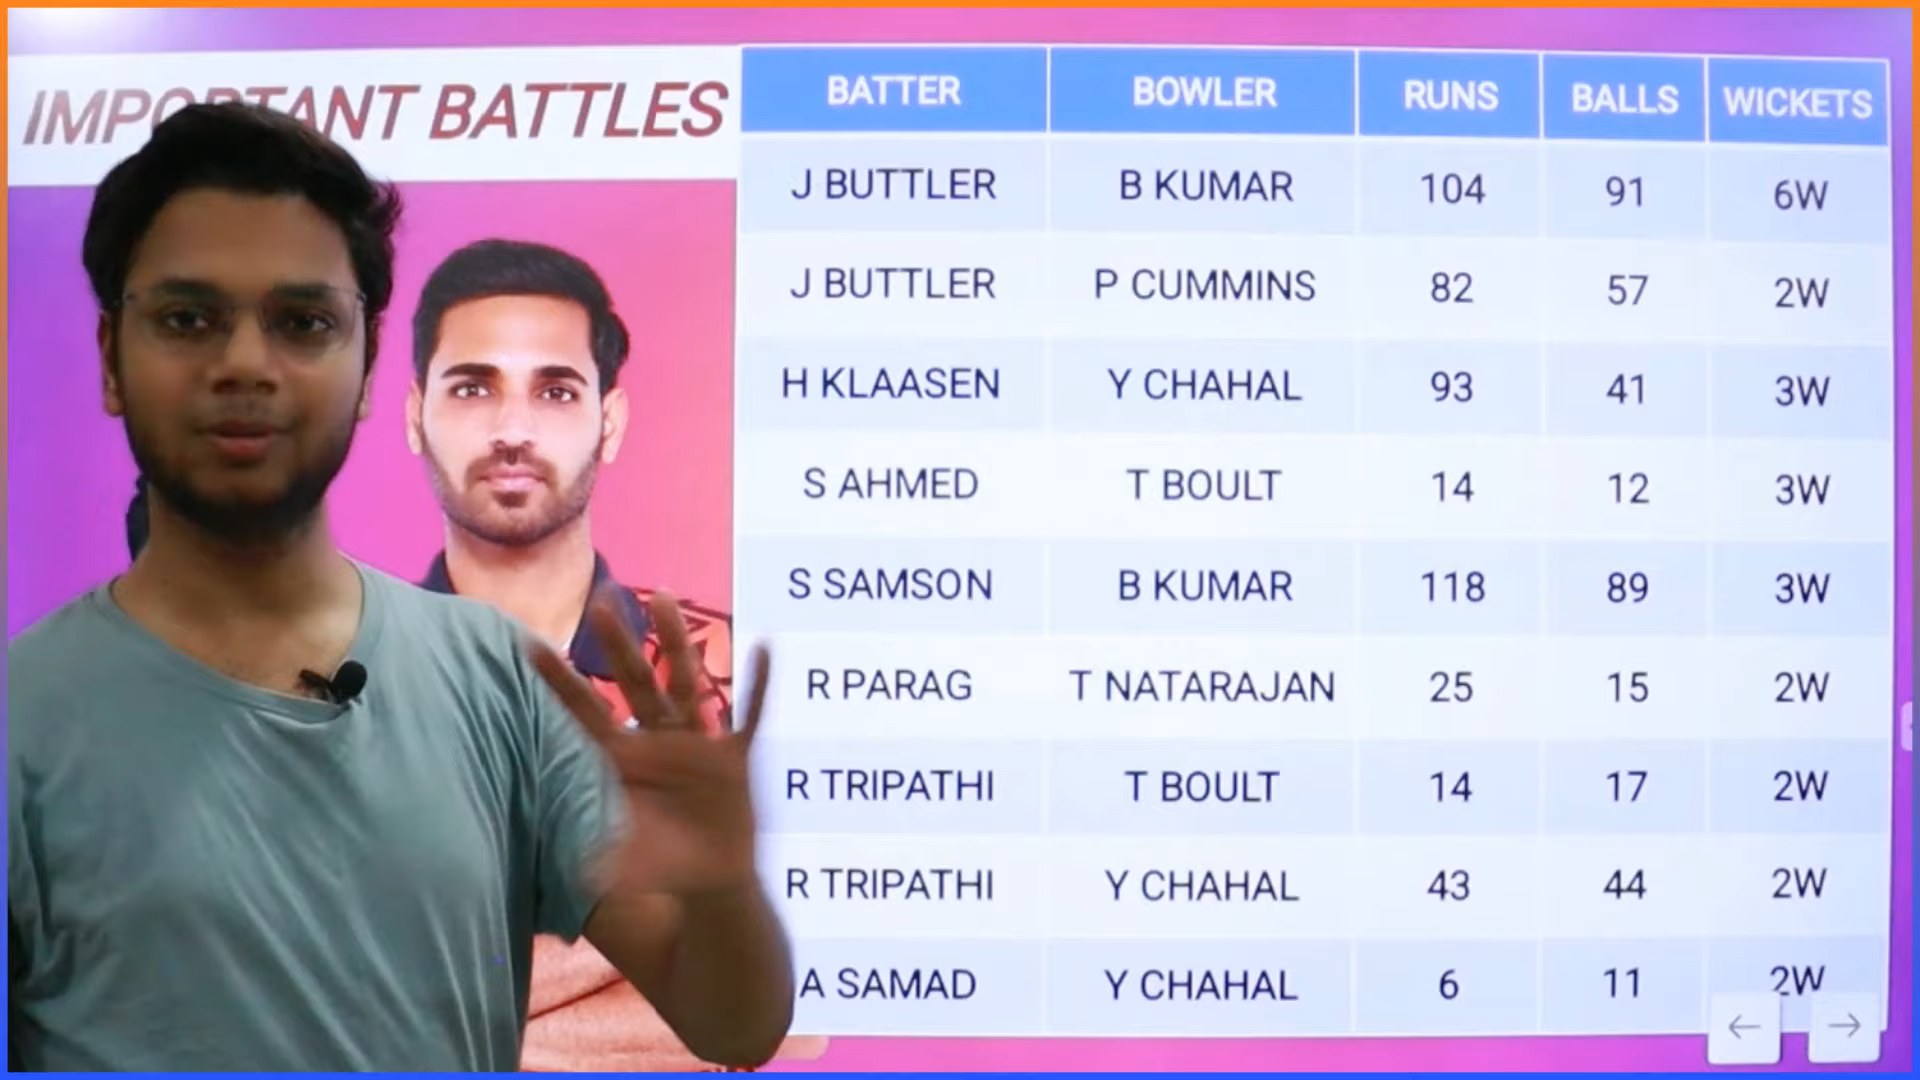 IMPORTANT BATTLES
BATTER BOWLER RUNS BALLS WICKETS
J BUTTLER B KUMAR 104 91 6W
J BUTTLER P CUMMINS 82 57 2W
H KLAASEN Y CHAHAL 93 41 3W
S AHMED T BOULT 14 12 3W
S SAMSON B KUMAR 118 89 3W
R PARAG T NATARAJAN 25 15 2W
R TRIPATHI T BOULT 14 17 2W
R TRIPATHI Y CHAHAL 43 44 2W
A SAMAD Y CHAHAL 6 11 2W